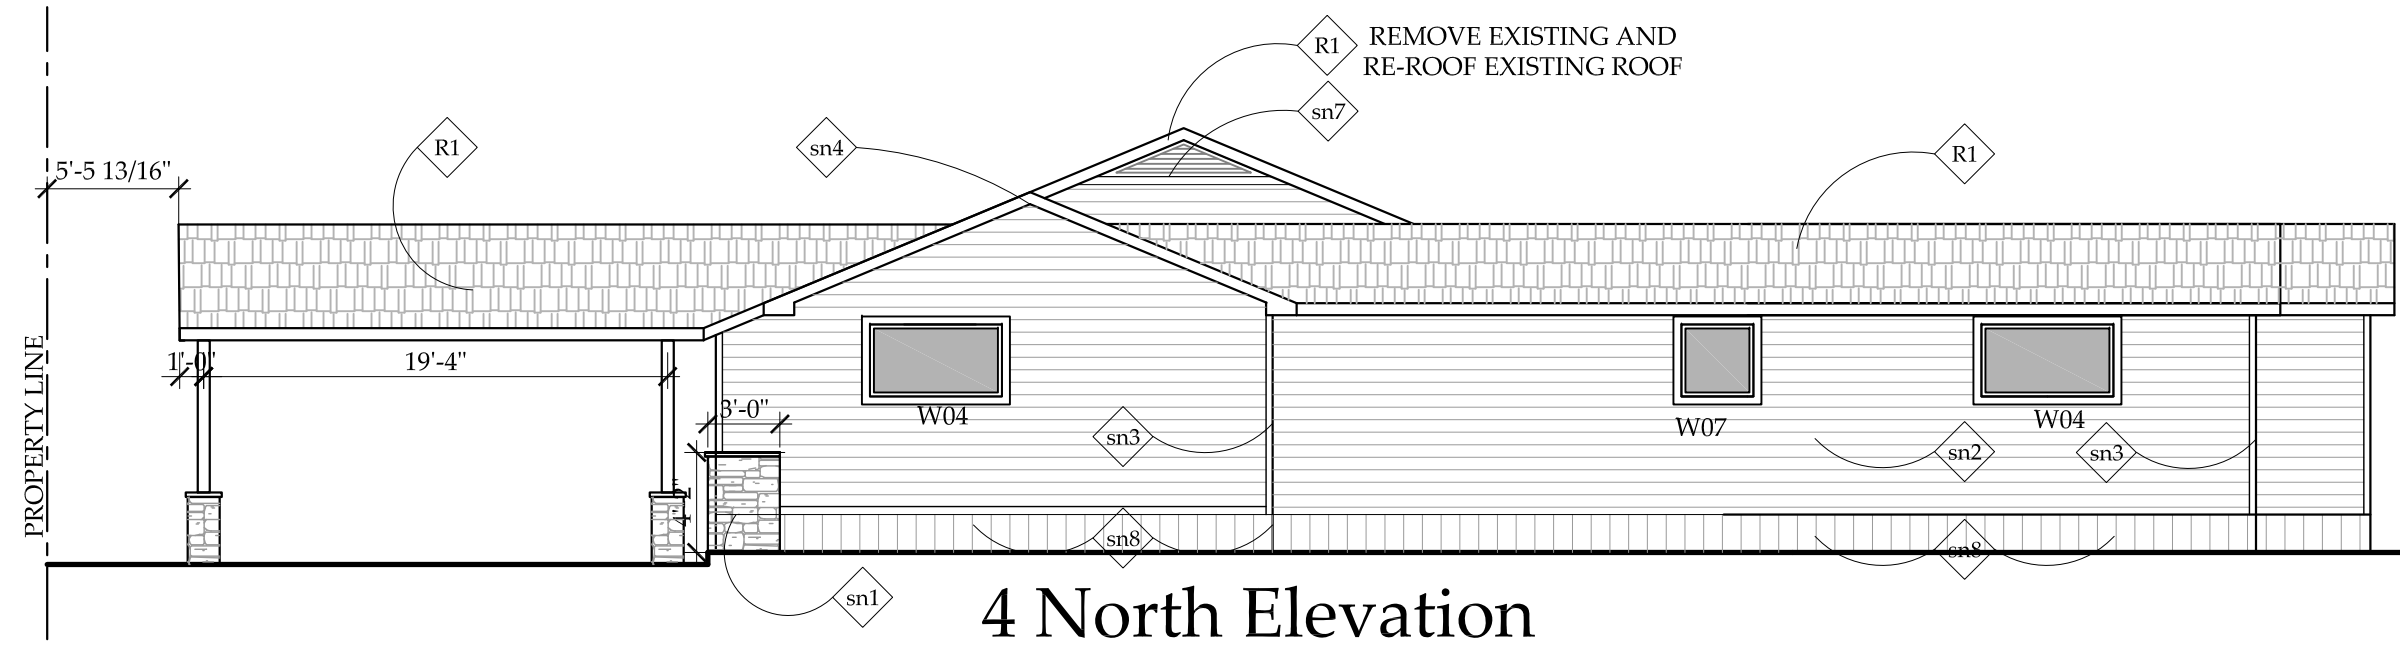 R1
REMOVE EXISTING AND
RE-ROOF EXISTING ROOF
sn7
R1
sn4
R1
5'-5 13/16"
PROPERTY LINE
1'-0"
19'-4"
3'-0"
W04
W07
W04
sn3
sn2
sn3
sn8
sn8
sn1
4 North Elevation